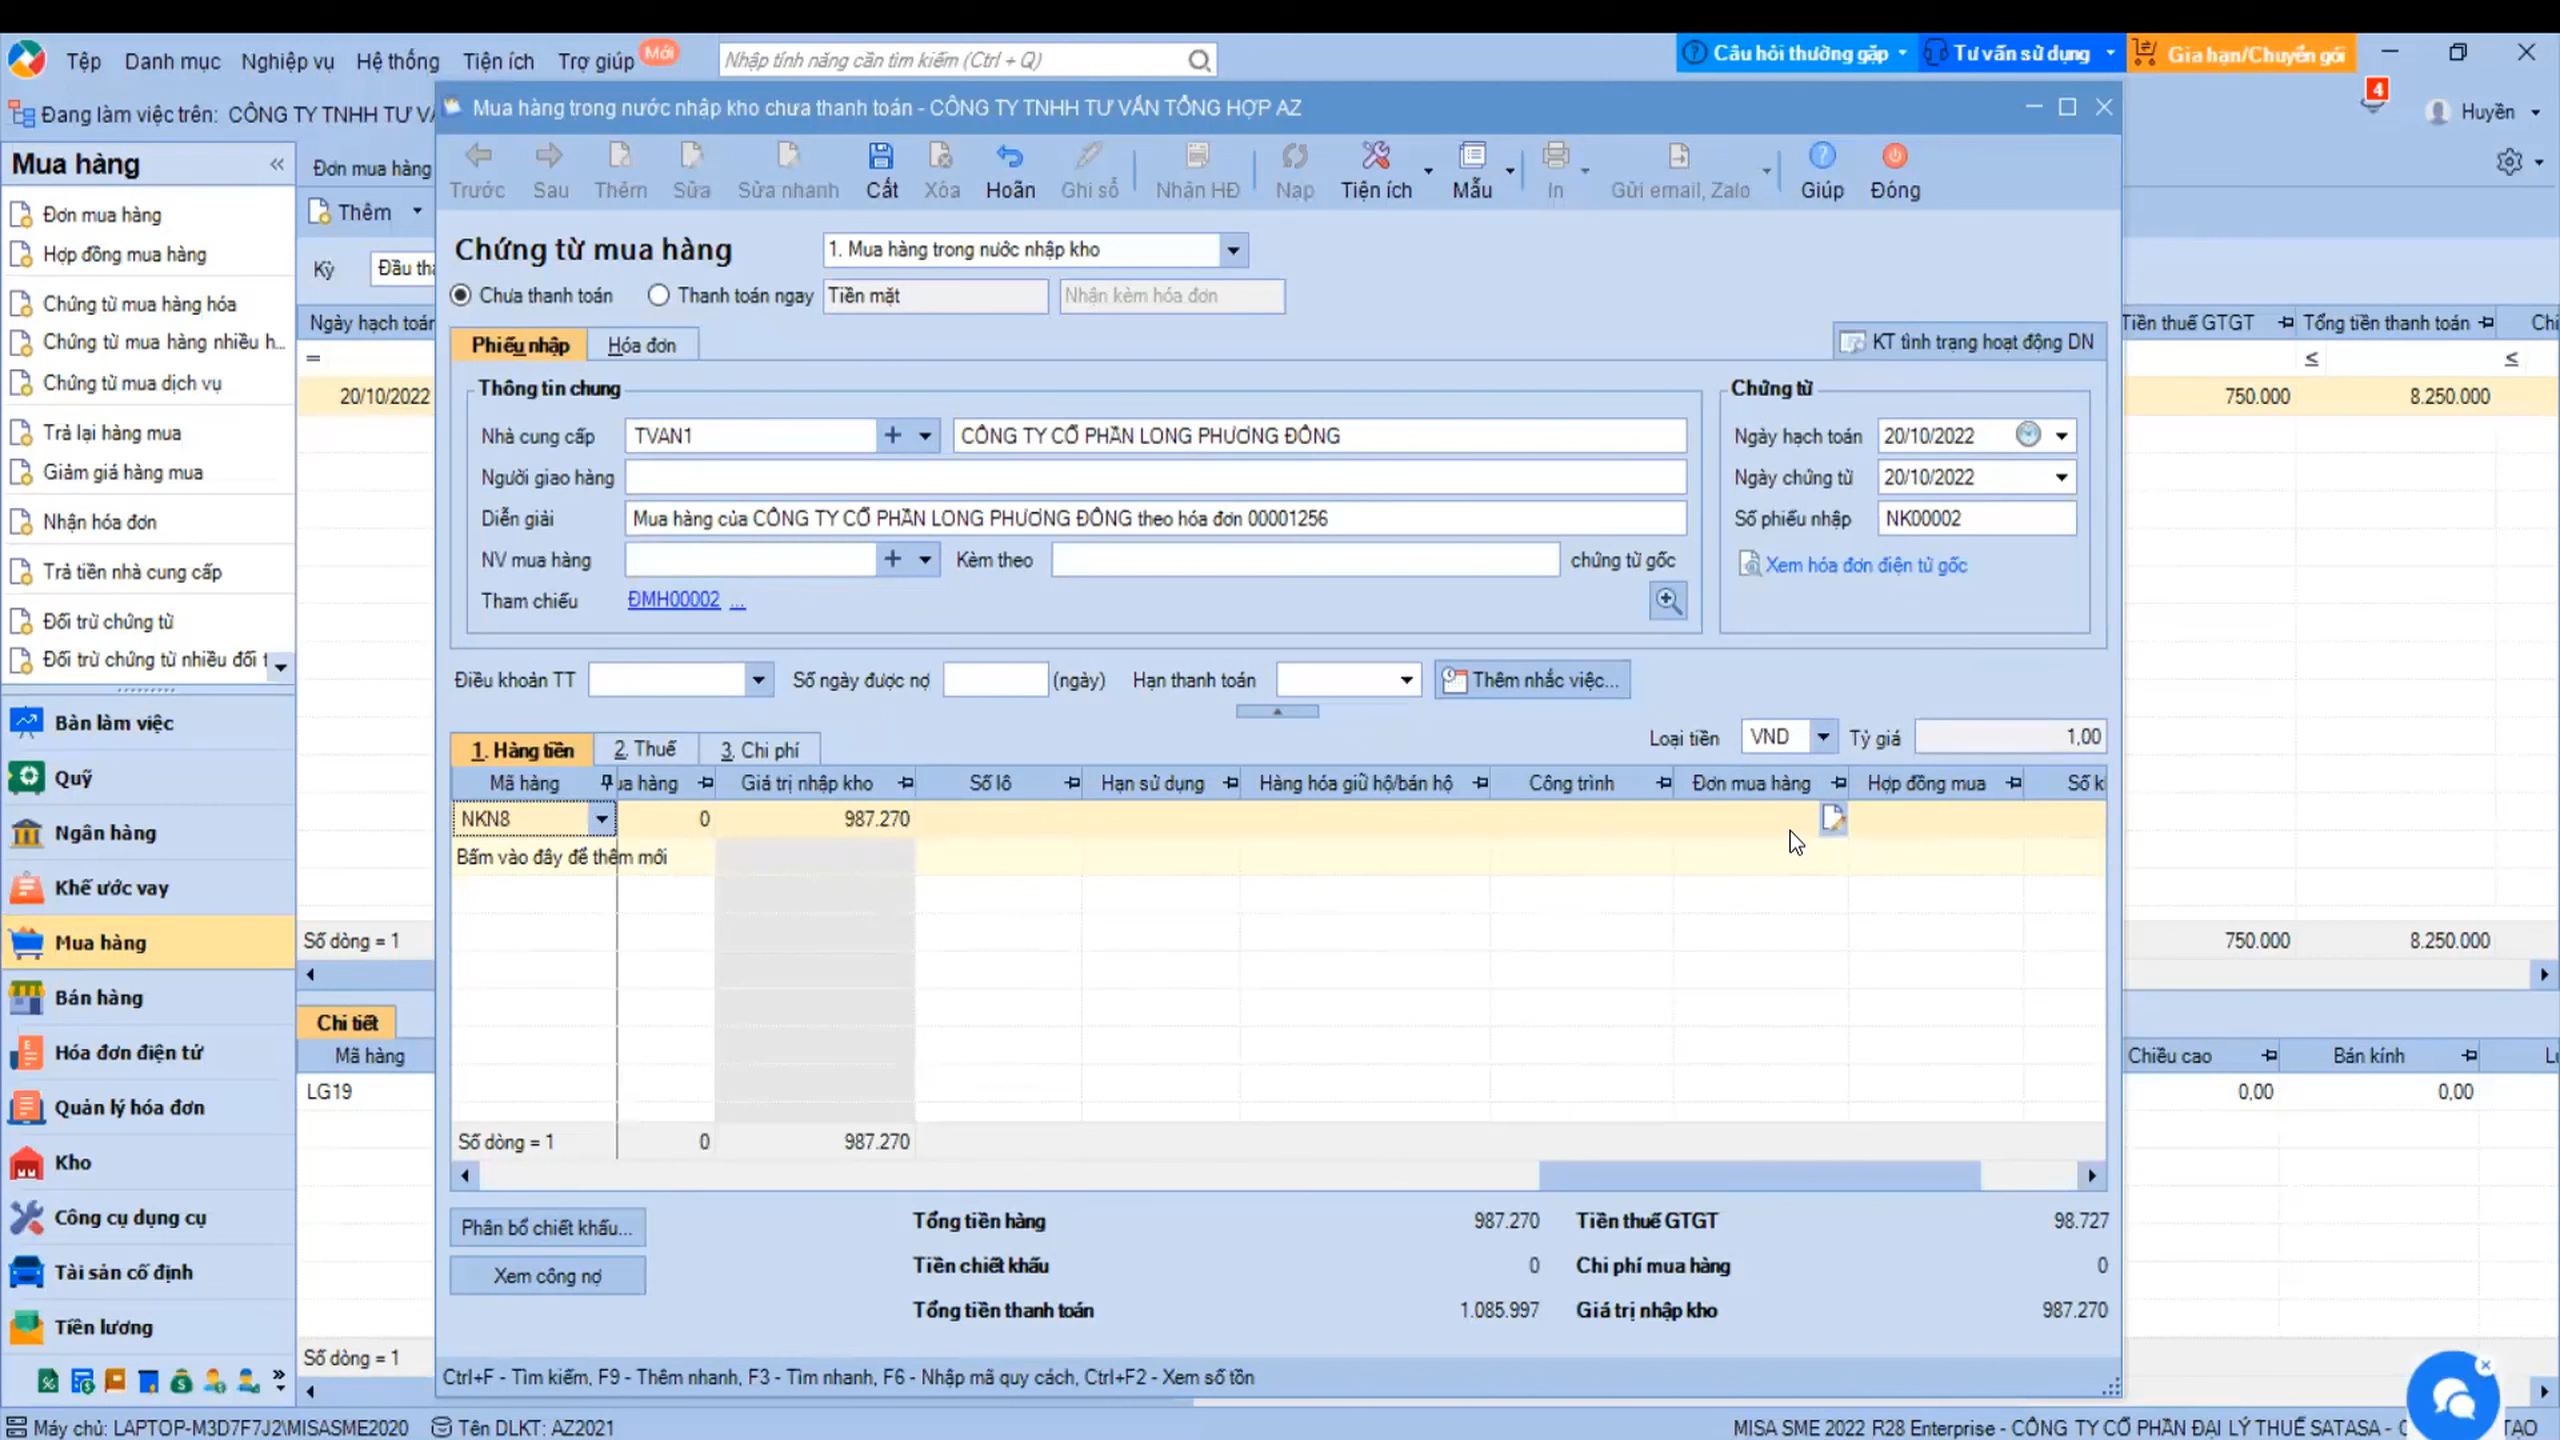 Tệp Danh mục Nghiệp vụ Hệ thống Tiện ích Trợ giúp Mới
Nhập tính năng cần tìm kiếm (Ctrl + Q)
Câu hỏi thường gặp
Tư vấn sử dụng
Gia hạn/Chuyển gói
4
Huyền
Đang làm việc trên: CÔNG TY TNHH TƯ
Mua hàng trong nước nhập kho chưa thanh toán - CÔNG TY TNHH TƯ VẤN TỔNG HỢP AZ
Mua hàng
Đơn mua hàng
Hợp đồng mua hàng
Chứng từ mua hàng hóa
Chứng từ mua hàng nhiều h...
Chứng từ mua dịch vụ
Trả lại hàng mua
Giảm giá hàng mua
Nhận hóa đơn
Trả tiền nhà cung cấp
Đối trừ chứng từ
Đối trừ chứng từ nhiều đối
Bàn làm việc
Quỹ
Ngân hàng
Khế ước vay
Mua hàng
Bán hàng
Hóa đơn điện tử
Quản lý hóa đơn
Kho
Công cụ dụng cụ
Tài sản cố định
Tiền lương
Đơn mua hàng
Thêm
Kỳ
Đầu
Ngày hạch toán
=
20/10/2022
Số dòng = 1
Chi tiết
Mã hàng
LG19
Số dòng = 1
Trước Sau Thêm Sửa Sửa nhanh Cất Xóa Hoãn Ghi sổ Nhận HĐ Nạp Tiện ích Mẫu In Gửi email, Zalo Giúp Đóng
Chứng từ mua hàng
1. Mua hàng trong nước nhập kho
Chưa thanh toán Thanh toán ngay Tiền mặt Nhận kèm hóa đơn
Phiếu nhập Hóa đơn
KT tình trạng hoạt động DN
Thông tin chung
Nhà cung cấp TVAN1 CÔNG TY CỔ PHẦN LONG PHƯƠNG ĐÔNG
Người giao hàng
Diễn giải Mua hàng của CÔNG TY CỔ PHẦN LONG PHƯƠNG ĐÔNG theo hóa đơn 00001256
NV mua hàng Kèm theo chứng từ gốc
Tham chiếu ĐMH00002 ...
Chứng từ
Ngày hạch toán 20/10/2022
Ngày chứng từ 20/10/2022
Số phiếu nhập NK00002
Xem hóa đơn điện tử gốc
Điều khoản TT Số ngày được nợ (ngày) Hạn thanh toán Thêm nhắc việc...
Loại tiền VND Tỷ giá 1,00
1. Hàng tiền 2. Thuế 3. Chi phí
Mã hàng hàng Giá trị nhập kho Số lô Hạn sử dụng Hàng hóa giữ hộ/bán hộ Công trình Đơn mua hàng Hợp đồng mua Số
NKN8 0 987.270
Bấm vào đây để thêm mới
Số dòng = 1 0 987.270
Phân bổ chiết khấu...
Xem công nợ
Tổng tiền hàng 987.270 Tiền thuế GTGT 98.727
Tiền chiết khấu 0 Chi phí mua hàng 0
Tổng tiền thanh toán 1.085.997 Giá trị nhập kho 987.270
Ctrl+F - Tìm kiếm, F9 - Thêm nhanh, F3 - Tìm nhanh, F6 - Nhập mã quy cách, Ctrl+F2 - Xem số tồn
Tiền thuế GTGT Tổng tiền thanh toán Chi
≤ ≤
750.000 8.250.000
750.000 8.250.000
Chiều cao Bán kính
0,00 0,00
Máy chủ: LAPTOP-M3D7F7J2\MISASME2020 Tên DLKT: AZ2021
MISA SME 2022 R28 Enterprise - CÔNG TY CỔ PHẦN ĐẠI LÝ THUẾ SATASA -